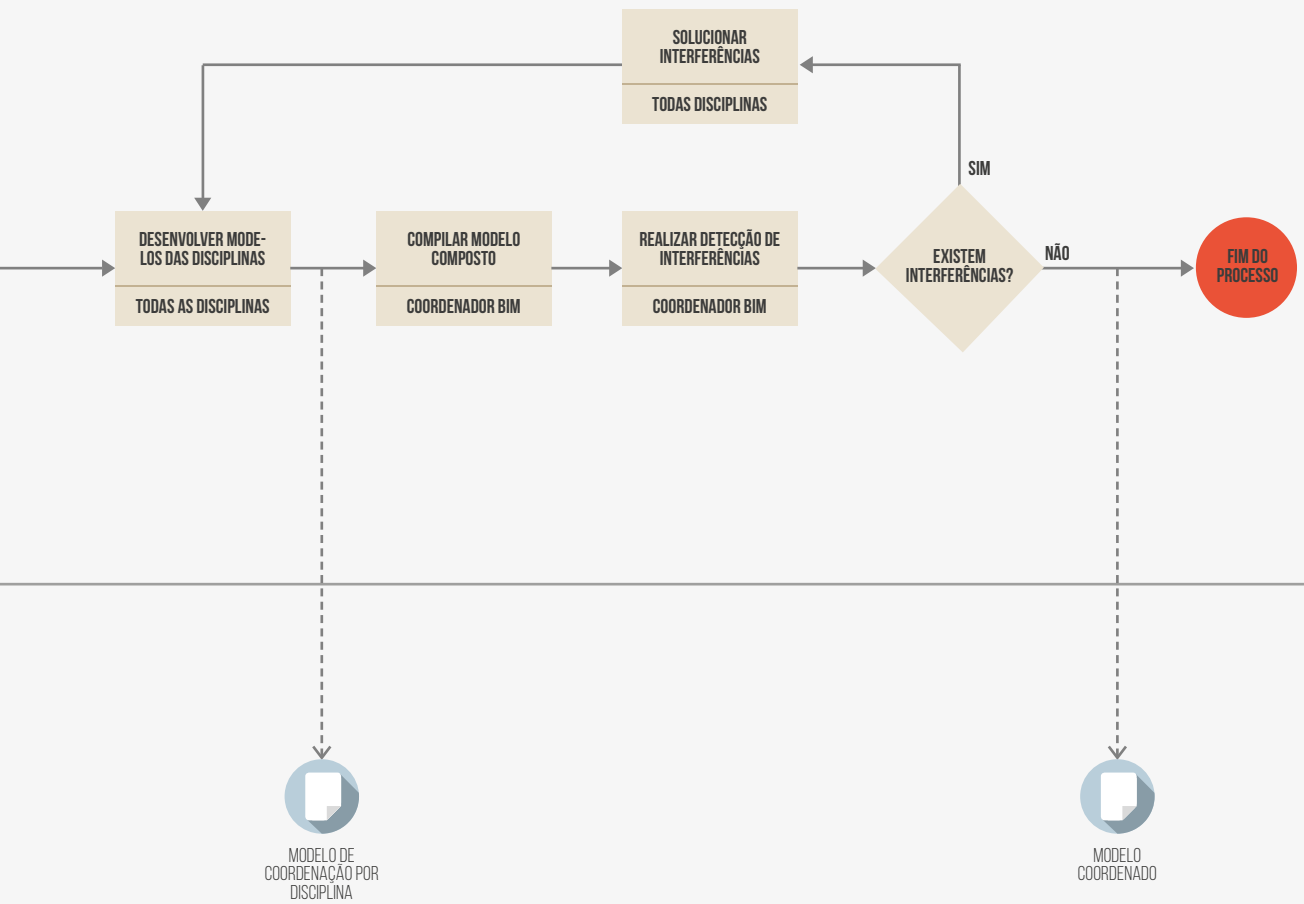 SOLUCIONAR
INTERFERÊNCIAS
TODAS DISCIPLINAS
SIM
DESENVOLVER MODE-
LOS DAS DISCIPLINAS
TODAS AS DISCIPLINAS
COMPILAR MODELO
COMPOSTO
COORDENADOR BIM
REALIZAR DETECÇÃO DE
INTERFERÊNCIAS
COORDENADOR BIM
EXISTEM
INTERFERÊNCIAS?
NÃO
FIM DO
PROCESSO
MODELO DE
COORDENAÇÃO POR
DISCIPLINA
MODELO
COORDENADO